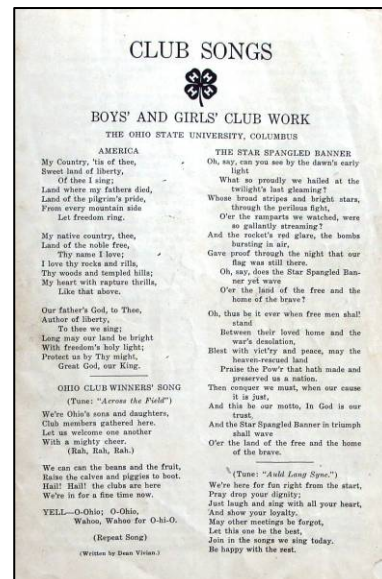 CLUB SONGS
BOYS' AND GIRLS' CLUB WORK
THE OHIO STATE UNIVERSITY, COLUMBUS
AMERICA
My Country, 'tis of thee,
Sweet land of liberty,
Of thee I sing;
Land where my fathers died,
Land of the pilgrim's pride,
From every mountain side
Let freedom ring.
My native country, thee,
Land of the noble free,
Thy name I love;
I love thy rocks and rills,
Thy woods and templed hills;
My heart with rapture thrills,
Like that above.
Our father's God, to Thee,
Author of liberty,
To thee we sing;
Long may our land be bright
With freedom's holy light;
Protect us by Thy might,
Great God, our King.
OHIO CLUB WINNERS' SONG
(Tune: "Across the Field")
We're Ohio's sons and daughters,
Club members gathered here.
Let us welcome one another
With a mighty cheer.
(Rah, Rah, Rah.)
We can can the beans and the fruit,
Raise the calves and piggies to boot.
Hail! Hail! the clubs are here
We're in for a fine time now.
YELL—O-Ohio; O-Ohio,
Wahoo, Wahoo for O-hi-O.
(Repeat Song)
(Written by Dean Vivian.)
THE STAR SPANGLED BANNER
Oh, say, can you see by the dawn's early
light
What so proudly we hailed at the
twilight's last gleaming?
Whose broad stripes and bright stars,
through the perilous fight,
O'er the ramparts we watched, were
so gallantly streaming?
And the rocket's red glare, the bombs
bursting in air,
Gave proof through the night that our
flag was still there.
Oh, say, does the Star Spangled Ban-
ner yet wave
O'er the land of the free and the
home of the brave?
Oh, thus be it ever when free men shall
stand
Between their loved home and the
war's desolation,
Blest with vict'ry and peace, may the
heaven-rescued land
Praise the Pow'r that hath made and
preserved us a nation.
Then conquer we must, when our cause
it is just,
And this be our motto, In God is our
trust,
And the Star Spangled Banner in triumph
shall wave
O'er the land of the free and the home
of the brave.
(Tune: "Auld Lang Syne.")
We're here for fun right from the start,
Pray drop your dignity;
Just laugh and sing with all your heart,
And show your loyalty.
May other meetings be forgot,
Let this one be the best,
Join in the songs we sing today.
Be happy with the rest.